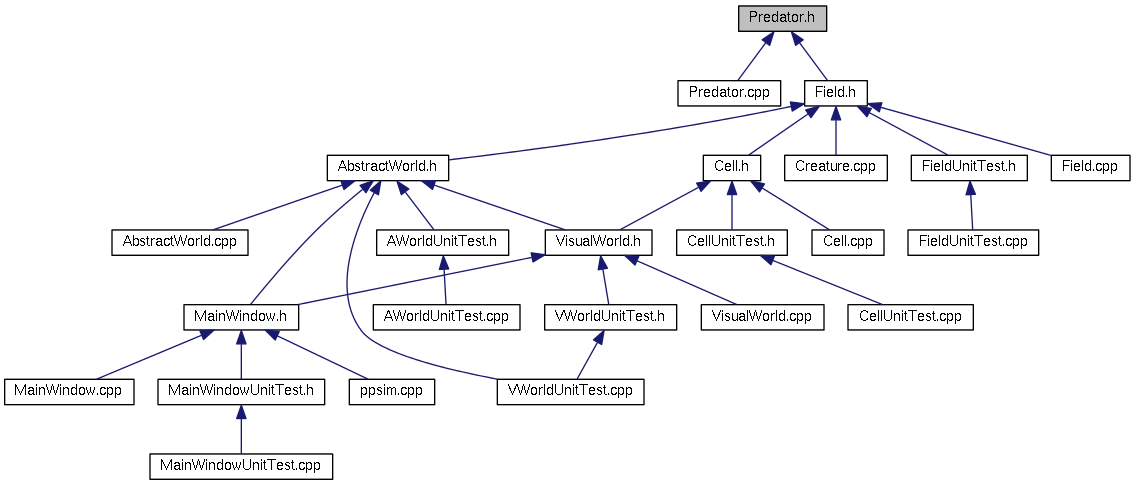 Predator.h
Predator.cpp
Field.h
AbstractWorld.h
Cell.h
Creature.cpp
FieldUnitTest.h
Field.cpp
AbstractWorld.cpp
AWorldUnitTest.h
VisualWorld.h
CellUnitTest.h
Cell.cpp
FieldUnitTest.cpp
MainWindow.h
AWorldUnitTest.cpp
VWorldUnitTest.h
VisualWorld.cpp
CellUnitTest.cpp
MainWindow.cpp
MainWindowUnitTest.h
ppsim.cpp
VWorldUnitTest.cpp
MainWindowUnitTest.cpp